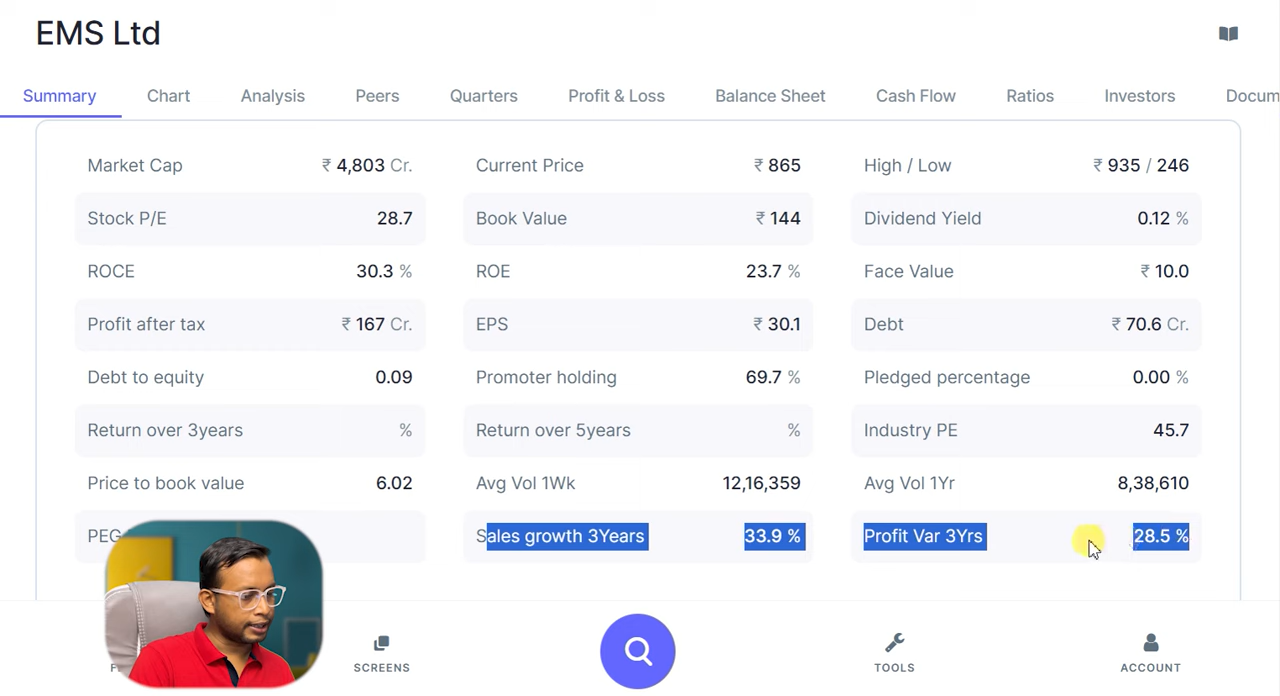 EMS Ltd
Summary Chart Analysis Peers Quarters Profit & Loss Balance Sheet Cash Flow Ratios Investors Docum
Market Cap ₹ 4,803 Cr. Current Price ₹ 865 High / Low ₹ 935 / 246
Stock P/E 28.7 Book Value ₹ 144 Dividend Yield 0.12 %
ROCE 30.3 % ROE 23.7 % Face Value ₹ 10.0
Profit after tax ₹ 167 Cr. EPS ₹ 30.1 Debt ₹ 70.6 Cr.
Debt to equity 0.09 Promoter holding 69.7 % Pledged percentage 0.00 %
Return over 3years % Return over 5years % Industry PE 45.7
Price to book value 6.02 Avg Vol 1Wk 12,16,359 Avg Vol 1Yr 8,38,610
PEG Sales growth 3Years 33.9 % Profit Var 3Yrs 28.5 %
SCREENS TOOLS ACCOUNT